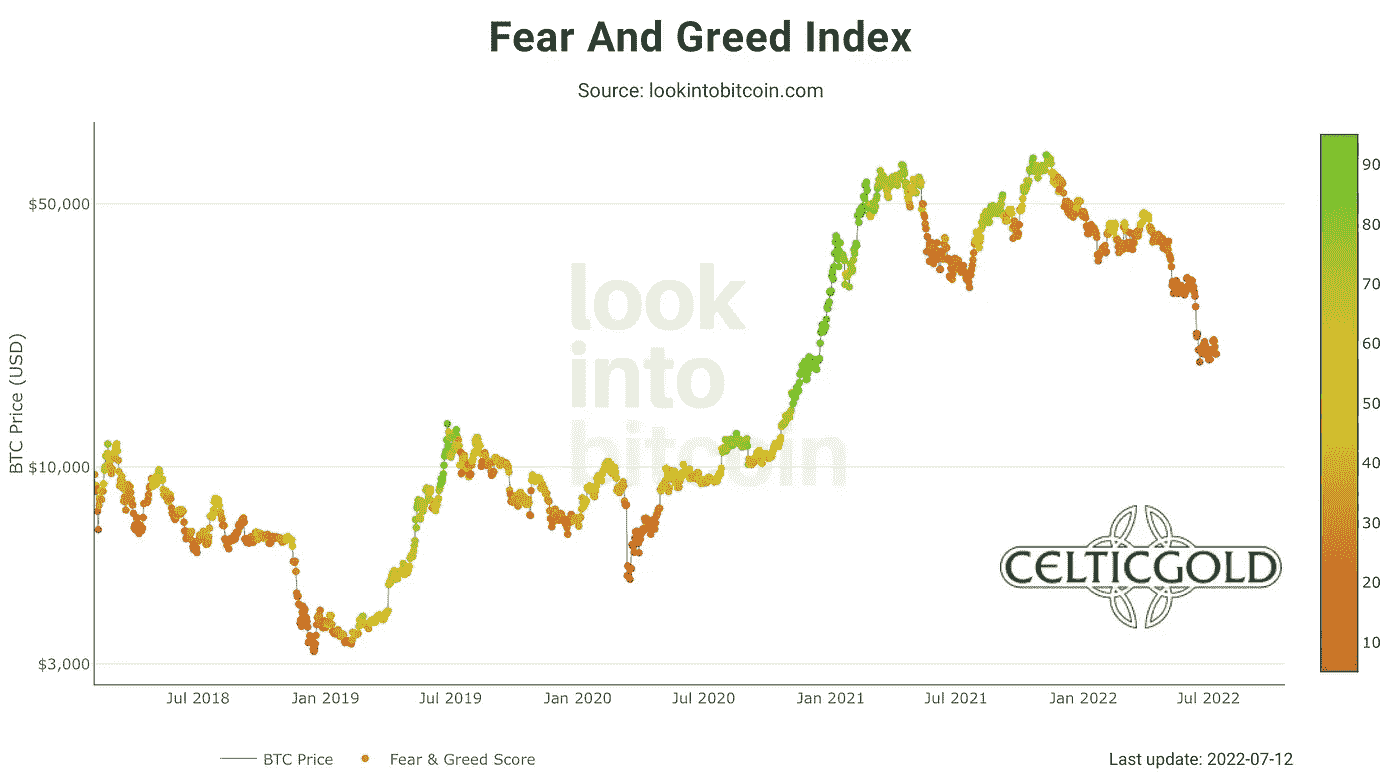 Fear And Greed Index
Source: lookintobitcoin.com
90
$50,000
80
70
look
60
into
BTC Price (USD)
50
bitcoin
$10,000
40
30
CELTICGOLD
20
10
$3,000
Jul 2018 Jan 2019 Jul 2019 Jan 2020 Jul 2020 Jan 2021 Jul 2021 Jan 2022 Jul 2022
BTC Price Fear & Greed Score Last update: 2022-07-12